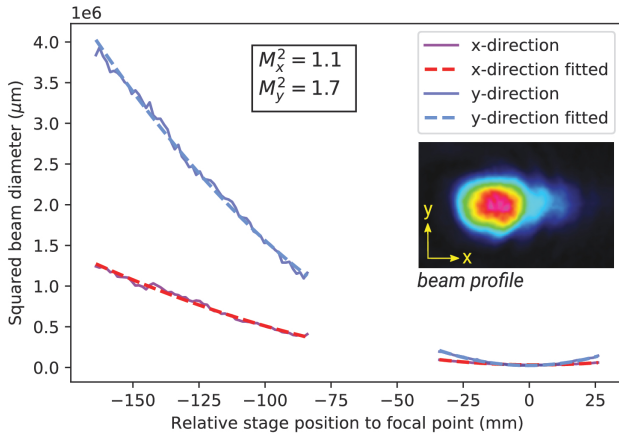 1e6
4.0
3.5
3.0
2.5
2.0
1.5
1.0
0.5
0.0
Squared beam diameter (μm)
M²ₓ = 1.1
M²ᵧ = 1.7
x-direction
x-direction fitted
y-direction
y-direction fitted
y
x
beam profile
−150
−125
−100
−75
−50
−25
0
25
Relative stage position to focal point (mm)